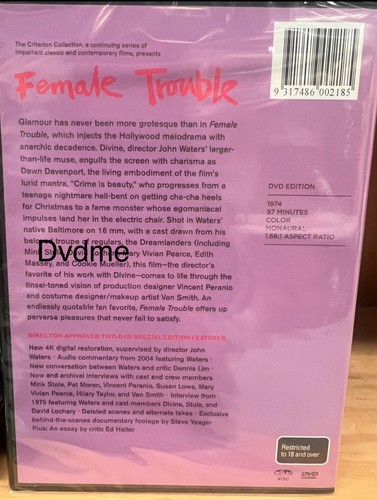 The Criterion Collection, a continuing series of
important classic and contemporary films, presents
Female Trouble
9 317486 002185
Glamour has never been more grotesque than in Female
Trouble, which injects the Hollywood melodrama with
anarchic decadence. Divine, director John Waters' larger-
than-life muse, engulfs the screen with charisma as
Dawn Davenport, the living embodiment of the film's
lurid mantra, "Crime is beauty," who progresses from a
teenage nightmare hell-bent on getting cha-cha heels
for Christmas to a fame monster whose egomaniacal
impulses land her in the electric chair. Shot in Waters'
native Baltimore on 16 mm, with a cast drawn from his
troupe of regulars, the Dreamlanders (including
Mink Stole, David Vivian Pearce, Edith
Massey, and Cookie Mueller), this film—the director's
favorite of his work with Divine—comes to life through the
tinsel-toned vision of production designer Vincent Peranio
and costume designer/makeup artist Van Smith. An
endlessly quotable fan favorite, Female Trouble offers up
perverse pleasures that never fail to satisfy.
Dvdme
DIRECTOR-APPROVED TWO-DVD SPECIAL EDITION FEATURES
New 4K digital restoration, supervised by director John
Waters · Audio commentary from 2004 featuring Waters ·
New conversation between Waters and critic Dennis Lim ·
New and archival interviews with cast and crew members
Mink Stole, Pat Moran, Vincent Peranio, Susan Lowe, Mary
Vivian Pearce, Hilary Taylor, and Van Smith · Interview from
1975 featuring Waters and cast members Divine, Stole, and
David Lochary · Deleted scenes and alternate takes · Exclusive
behind-the-scenes documentary footage by Steve Yeager
Plus: An essay by critic Ed Halter
DVD EDITION
1974
97 MINUTES
COLOR
MONAURAL
1.66:1 ASPECT RATIO
Restricted
to 18 and over
NTSC
DVD